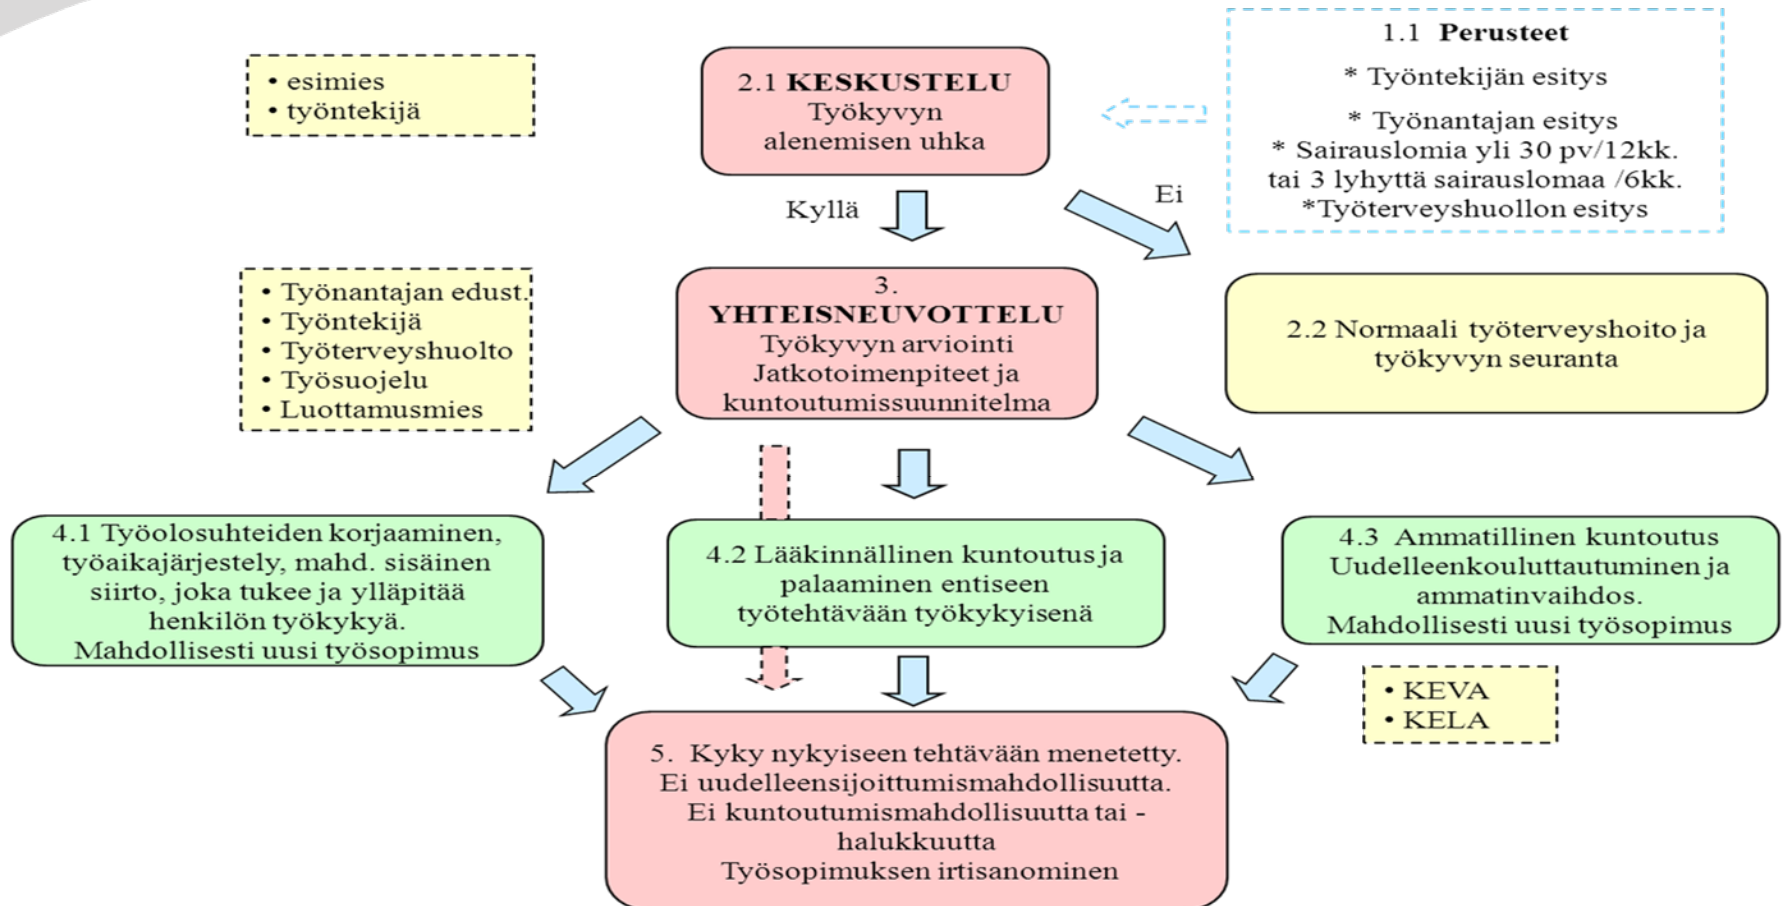 • esimies
• työntekijä
2.1 KESKUSTELU
Työkyvyn
alenemisen uhka
1.1 Perusteet
* Työntekijän esitys
* Työnantajan esitys
* Sairauslomia yli 30 pv/12kk.
tai 3 lyhyttä sairauslomaa /6kk.
*Työterveyshuollon esitys
Kyllä
Ei
• Työnantajan edust.
• Työntekijä
• Työterveyshuolto
• Työsuojelu
• Luottamusmies
3.
YHTEISNEUVOTTELU
Työkyvyn arviointi
Jatkotoimenpiteet ja
kuntoutumissuunnitelma
2.2 Normaali työterveyshoito ja
työkyvyn seuranta
4.1 Työolosuhteiden korjaaminen,
työaikajärjestely, mahd. sisäinen
siirto, joka tukee ja ylläpitää
henkilön työkykyä.
Mahdollisesti uusi työsopimus
4.2 Lääkinnällinen kuntoutus ja
palaaminen entiseen
työtehtävään työkykyisenä
4.3 Ammatillinen kuntoutus
Uudelleenkouluttautuminen ja
ammatinvaihdos.
Mahdollisesti uusi työsopimus
• KEVA
• KELA
5. Kyky nykyiseen tehtävään menetetty.
Ei uudelleensijoittumismahdollisuutta.
Ei kuntoutumismahdollisuutta tai -
halukkuutta
Työsopimuksen irtisanominen